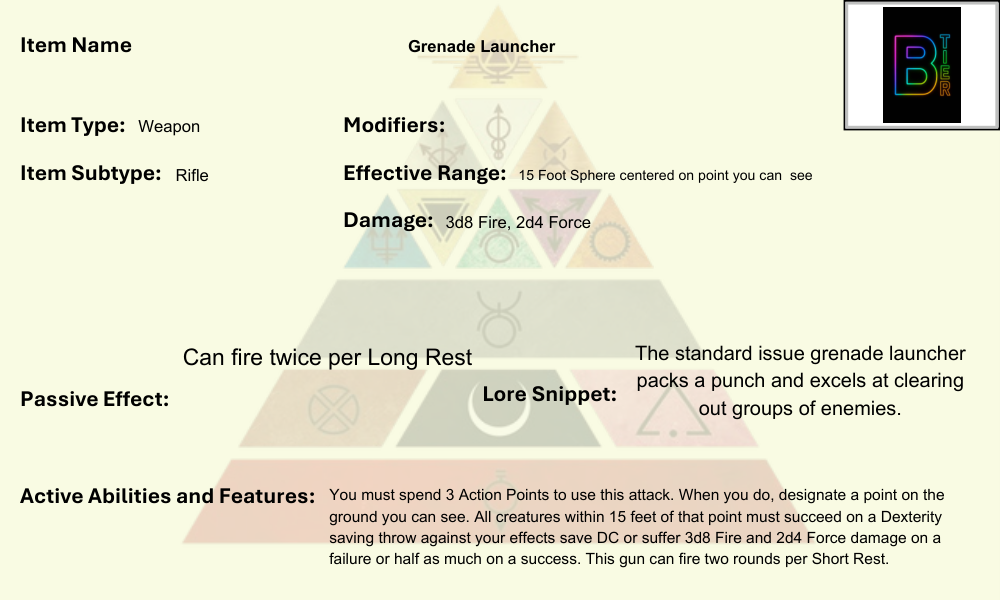 Item Name
Grenade Launcher
B TIER
Item Type: Weapon
Modifiers:
Item Subtype: Rifle
Effective Range: 15 Foot Sphere centered on point you can  see
Damage: 3d8 Fire, 2d4 Force
Passive Effect: Can fire twice per Long Rest
Lore Snippet:
The standard issue grenade launcher
packs a punch and excels at clearing
out groups of enemies.
Active Abilities and Features:
You must spend 3 Action Points to use this attack. When you do, designate a point on the
ground you can see. All creatures within 15 feet of that point must succeed on a Dexterity
saving throw against your effects save DC or suffer 3d8 Fire and 2d4 Force damage on a
failure or half as much on a success. This gun can fire two rounds per Short Rest.